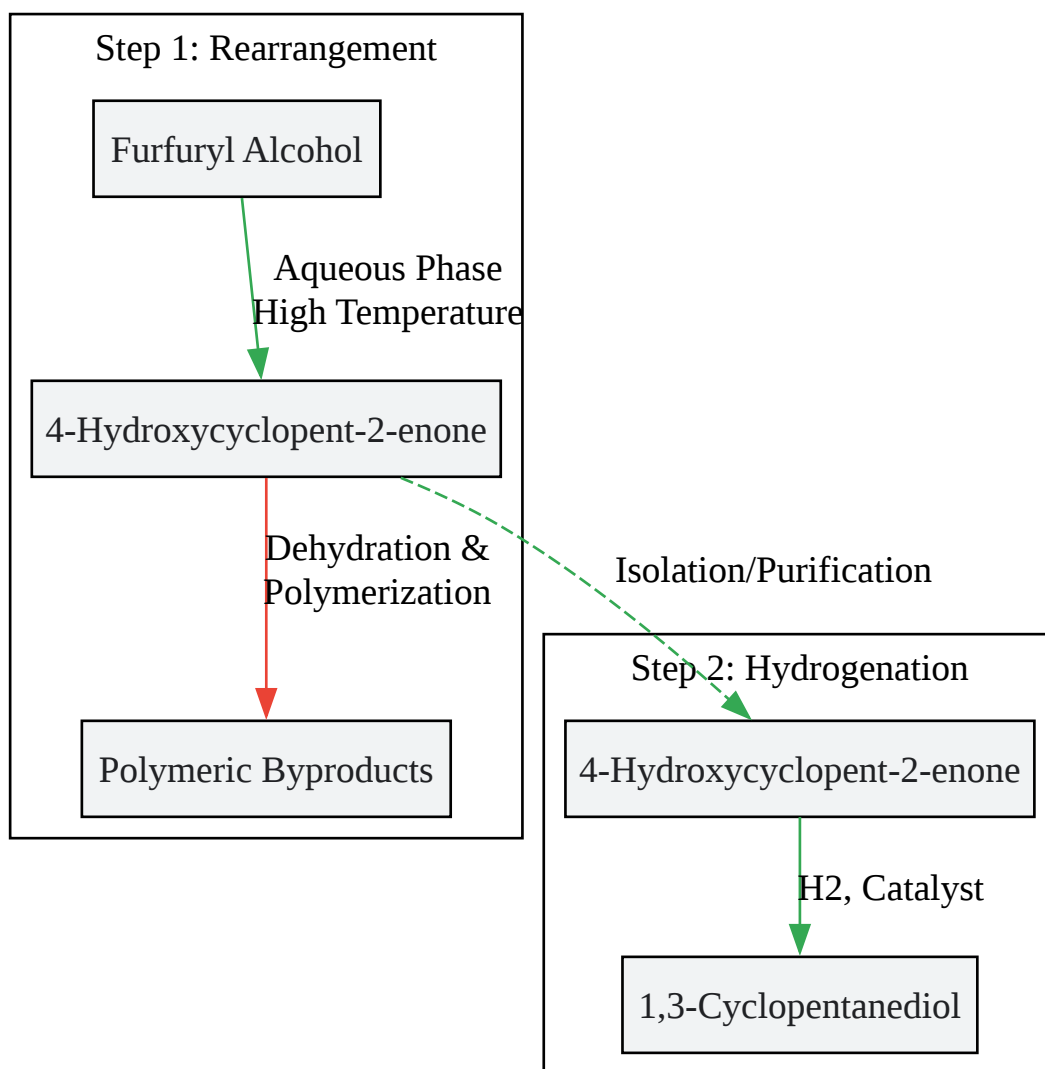 Step 1: Rearrangement
Furfuryl Alcohol
Aqueous Phase
High Temperature
4-Hydroxycyclopent-2-enone
Dehydration &
Polymerization
Polymeric Byproducts
Isolation/Purification
Step 2: Hydrogenation
4-Hydroxycyclopent-2-enone
H2, Catalyst
1,3-Cyclopentanediol